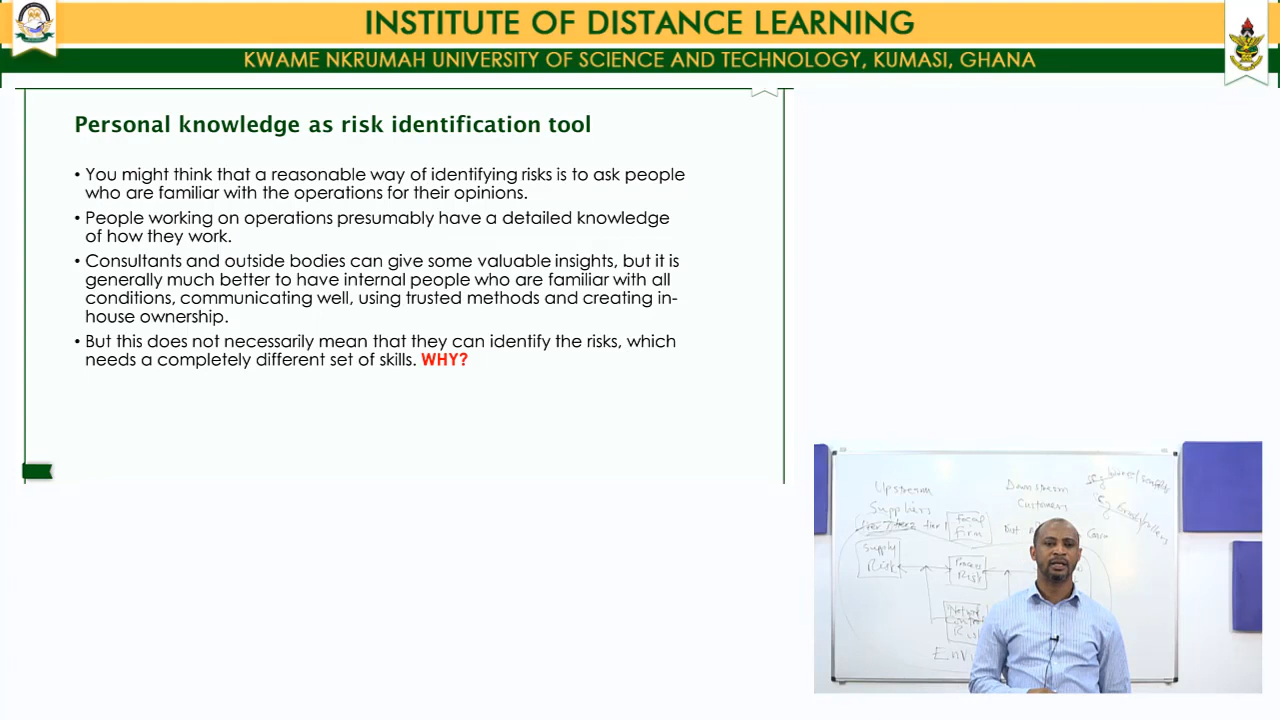 INSTITUTE OF DISTANCE LEARNING
KWAME NKRUMAH UNIVERSITY OF SCIENCE AND TECHNOLOGY, KUMASI, GHANA
Personal knowledge as risk identification tool
• You might think that a reasonable way of identifying risks is to ask people
who are familiar with the operations for their opinions.
• People working on operations presumably have a detailed knowledge
of how they work.
• Consultants and outside bodies can give some valuable insights, but it is
generally much better to have internal people who are familiar with all
conditions, communicating well, using trusted methods and creating in-
house ownership.
• But this does not necessarily mean that they can identify the risks, which
needs a completely different set of skills. WHY?
Upstream
Suppliers
Downstream
Customers
Focal
Firm
Supply
Risk
Process
Risk